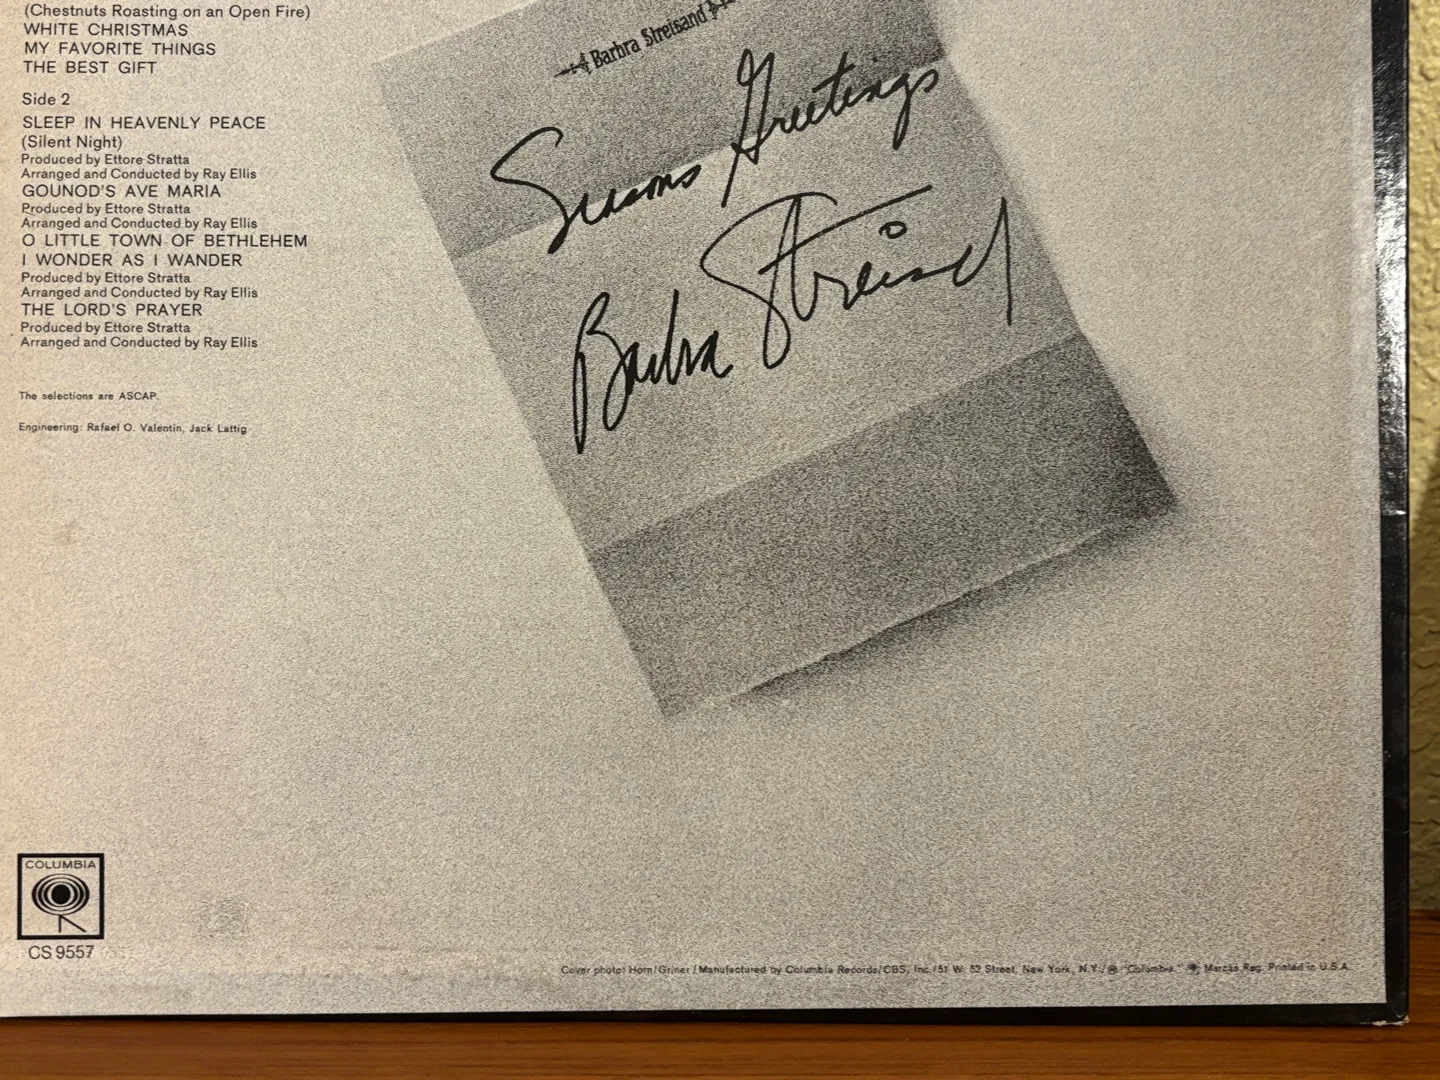 (Chestnuts Roasting on an Open Fire)
WHITE CHRISTMAS
MY FAVORITE THINGS
THE BEST GIFT
Side 2
SLEEP IN HEAVENLY PEACE
(Silent Night)
Produced by Ettore Stratta
Arranged and Conducted by Ray Ellis
GOUNOD'S AVE MARIA
Produced by Ettore Stratta
Arranged and Conducted by Ray Ellis
O LITTLE TOWN OF BETHLEHEM
I WONDER AS I WANDER
Produced by Ettore Stratta
Arranged and Conducted by Ray Ellis
THE LORD'S PRAYER
Produced by Ettore Stratta
Arranged and Conducted by Ray Ellis
The selections are ASCAP.
Engineering: Rafael O. Valentin, Jack Lattig
Barbra Streisand
Seasons Greetings
Barbra Streisand
COLUMBIA
CS 9557
Cover photo: Horn/Griner / Manufactured by Columbia Records/CBS, Inc./51 W. 52 Street, New York, N.Y./® "Columbia," Marcas Reg. Printed in U.S.A.